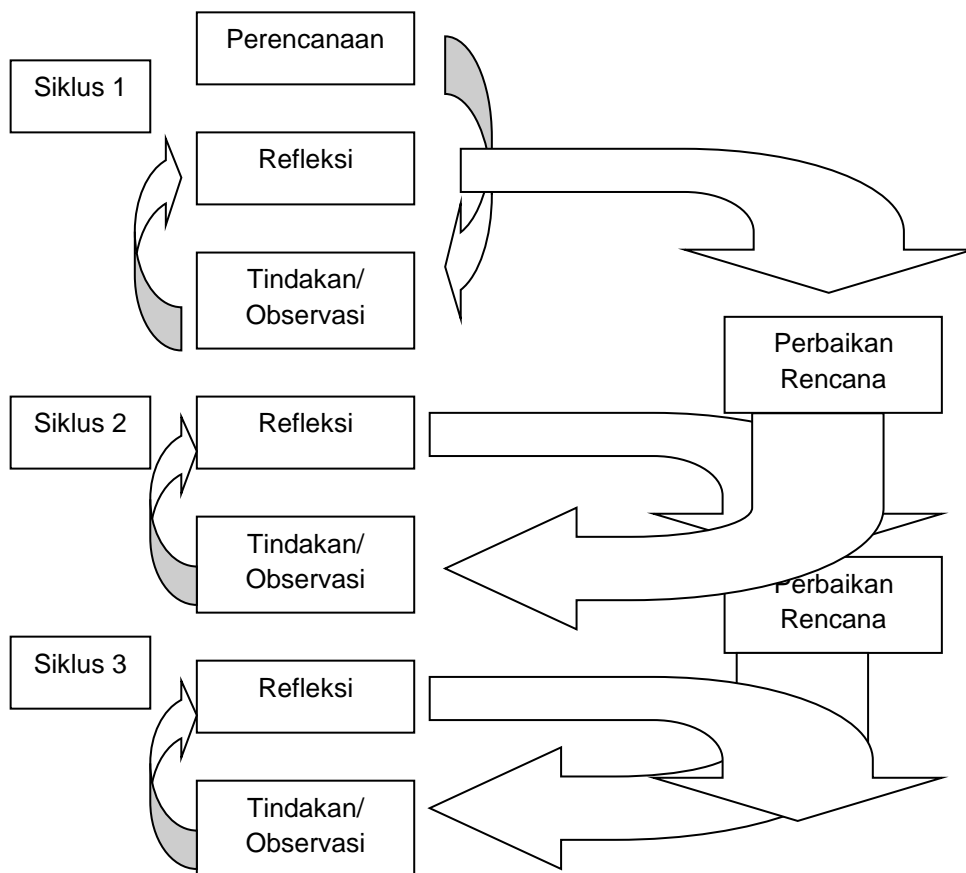 Perencanaan
Siklus 1
Refleksi
Tindakan/
Observasi
Perbaikan
Rencana
Siklus 2
Refleksi
Tindakan/
Observasi
Perbaikan
Rencana
Siklus 3
Refleksi
Tindakan/
Observasi